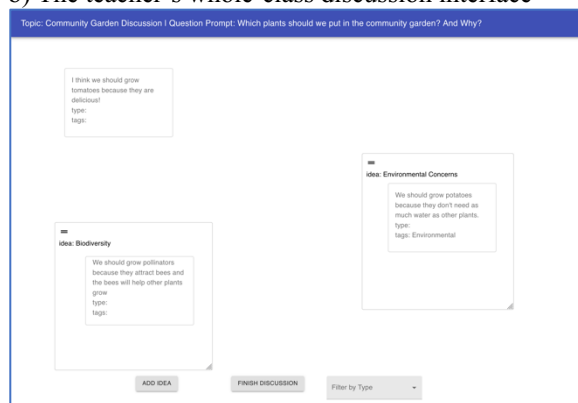 b) The teacher's whole-class discussion interface
Topic: Community Garden Discussion | Question Prompt: Which plants should we put in the community garden? And Why?
I think we should grow
tomatoes because they are
delicious!
type:
tags:
idea: Environmental Concerns
We should grow potatoes
because they don't need as
much water as other plants.
type:
tags: Environmental
idea: Biodiversity
We should grow pollinators
because they attract bees and
the bees will help other plants
grow
type:
tags:
ADD IDEA
FINISH DISCUSSION
Filter by Type